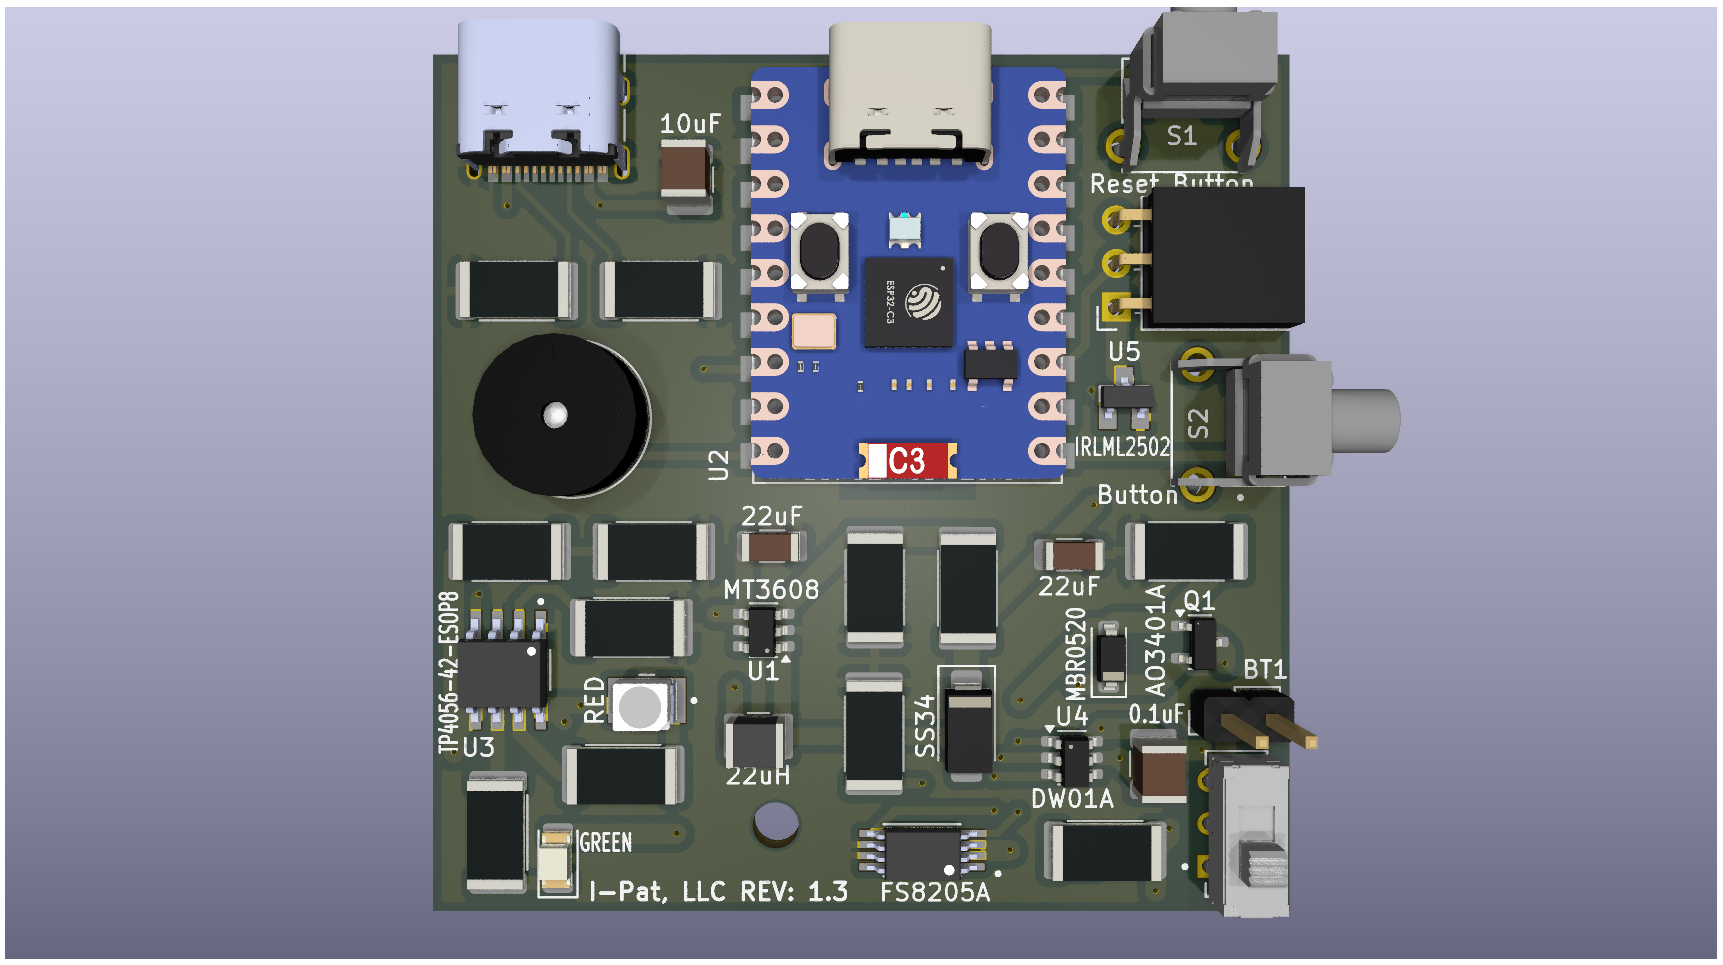 10uF
S1
Reset Button
ESP32-C3
U5
IRLML2502
S2
U2
C3
Button
22uF
MT3608
U1
22uF
MBR0520
AO3401A
Q1
BT1
TP4056-42-ESOP8
U3
RED
22uH
SS34
U4
0.1uF
DW01A
GREEN
I-Pat, LLC REV: 1.3
FS8205A